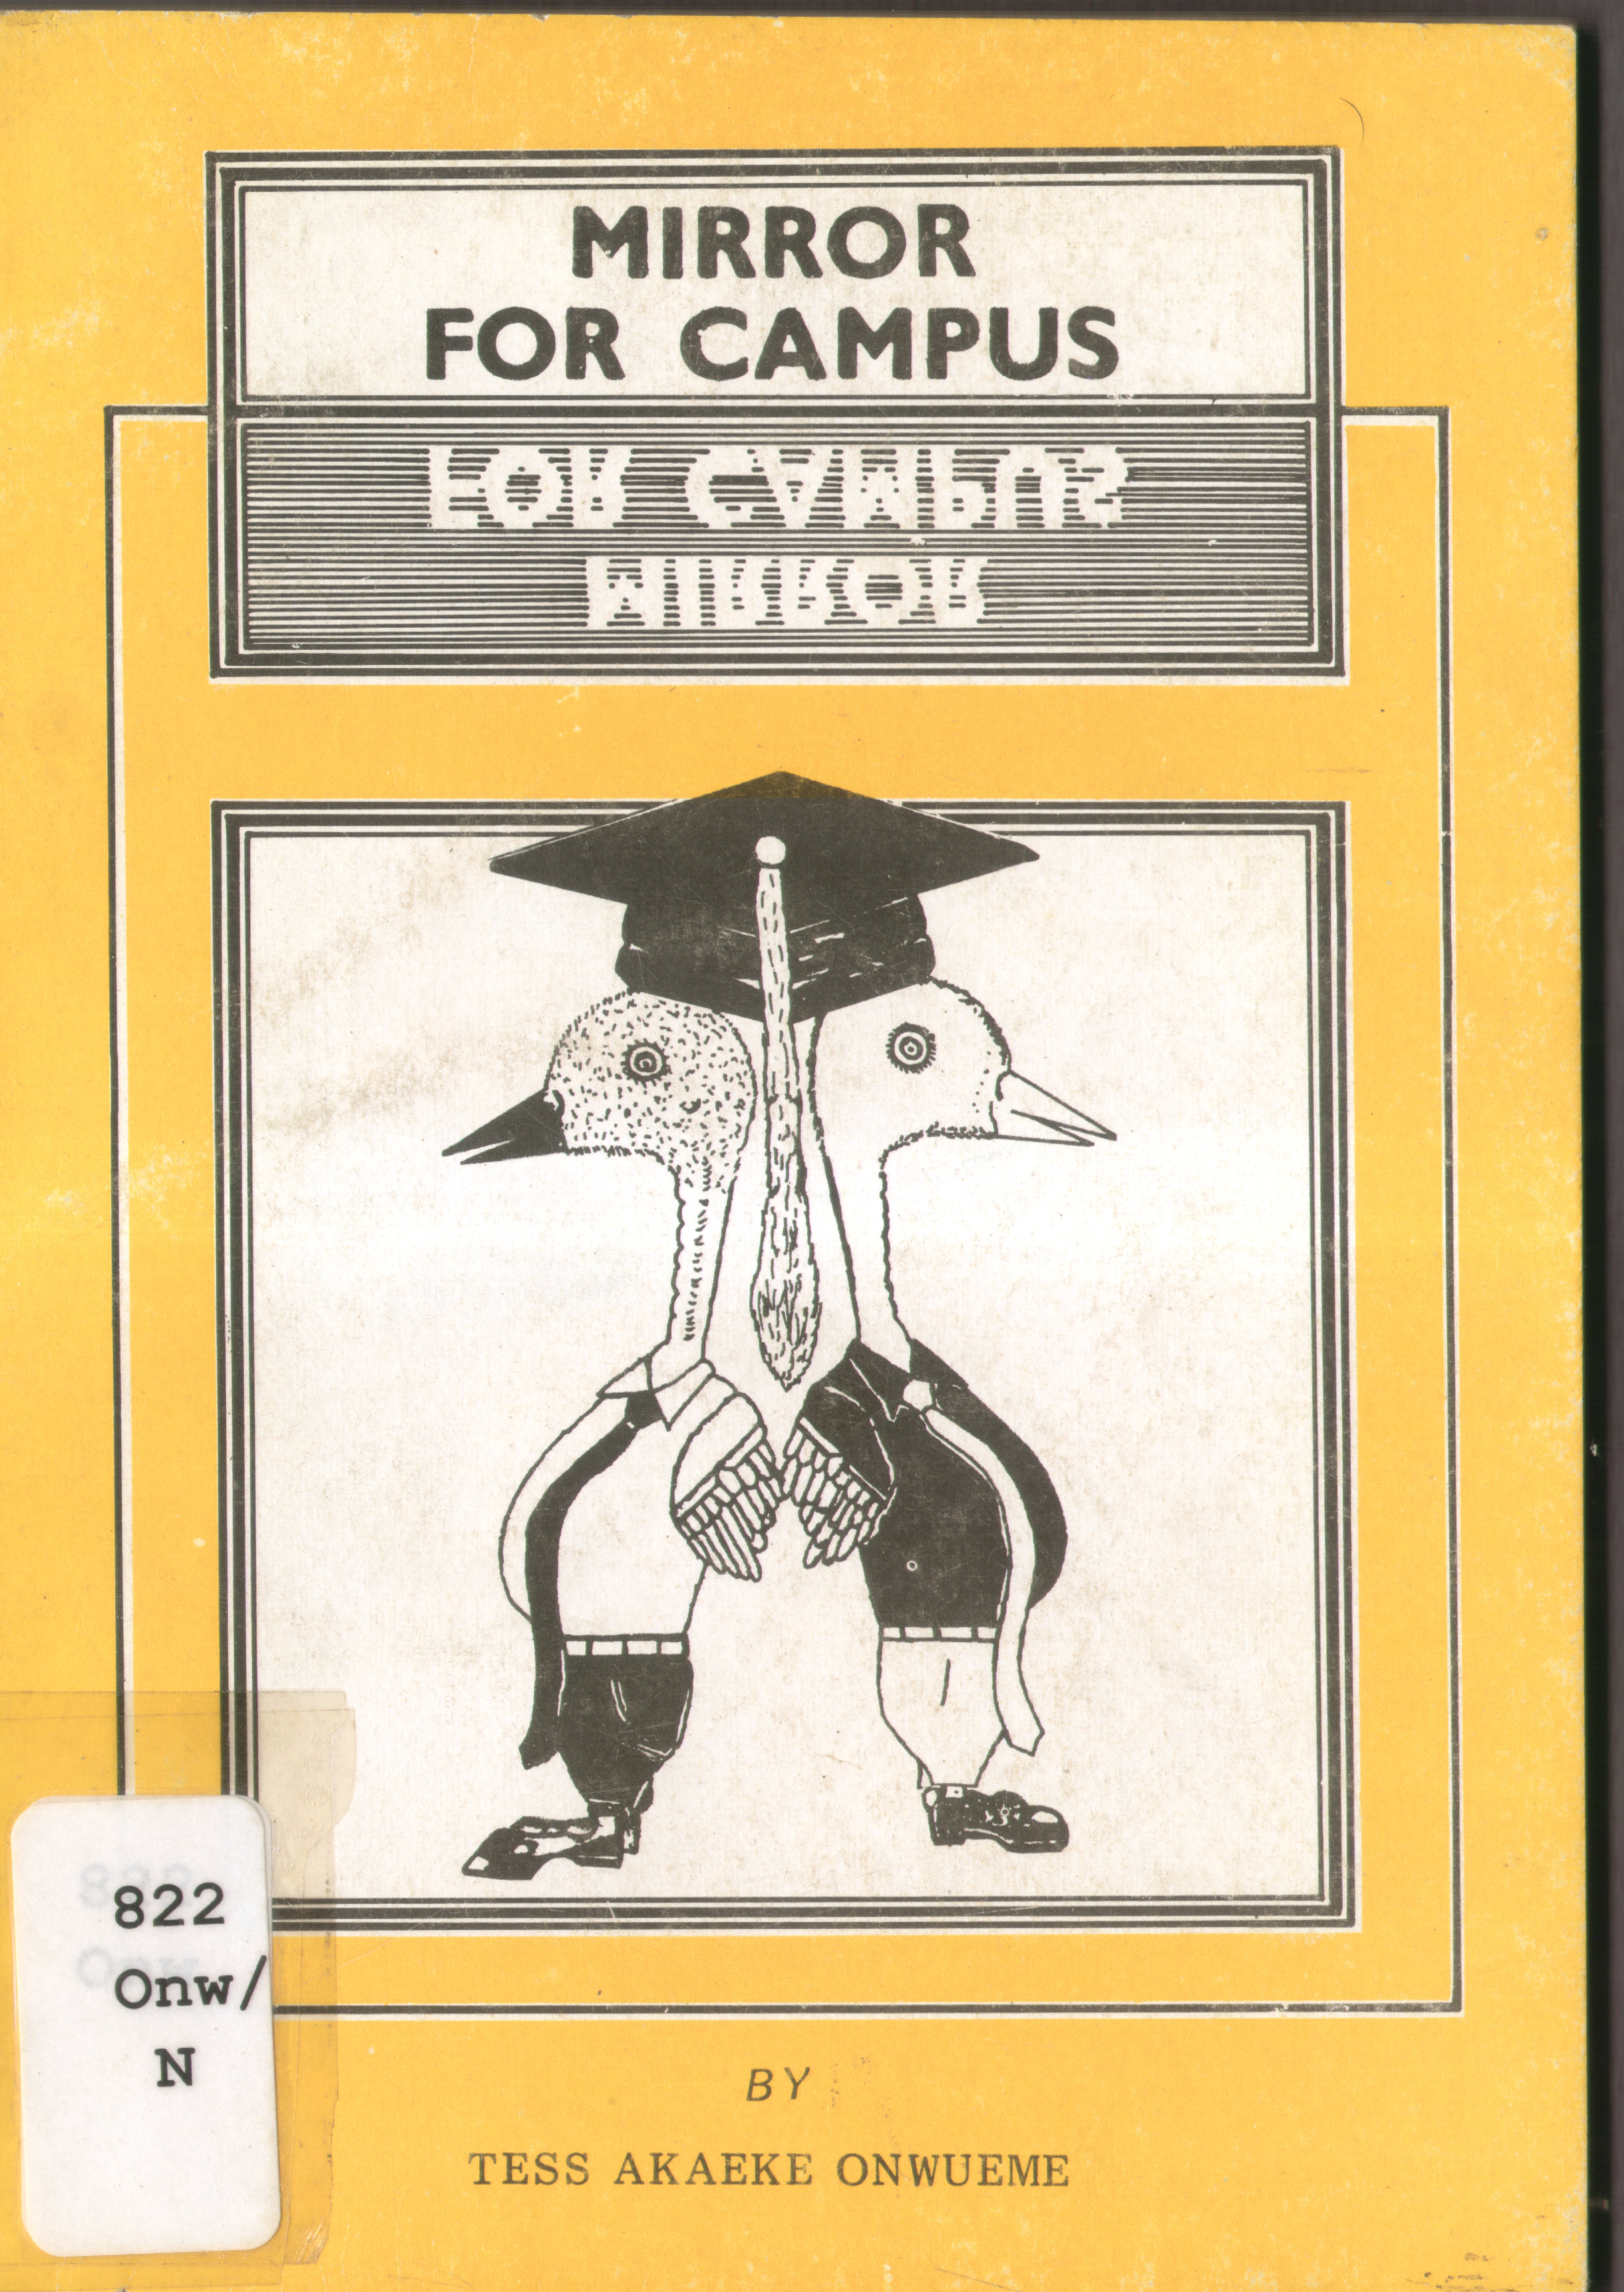 MIRROR
FOR CAMPUS
FOR CAMPUS
MIRROR
822
Onw/
N
BY
TESS AKAEKE ONWUEME